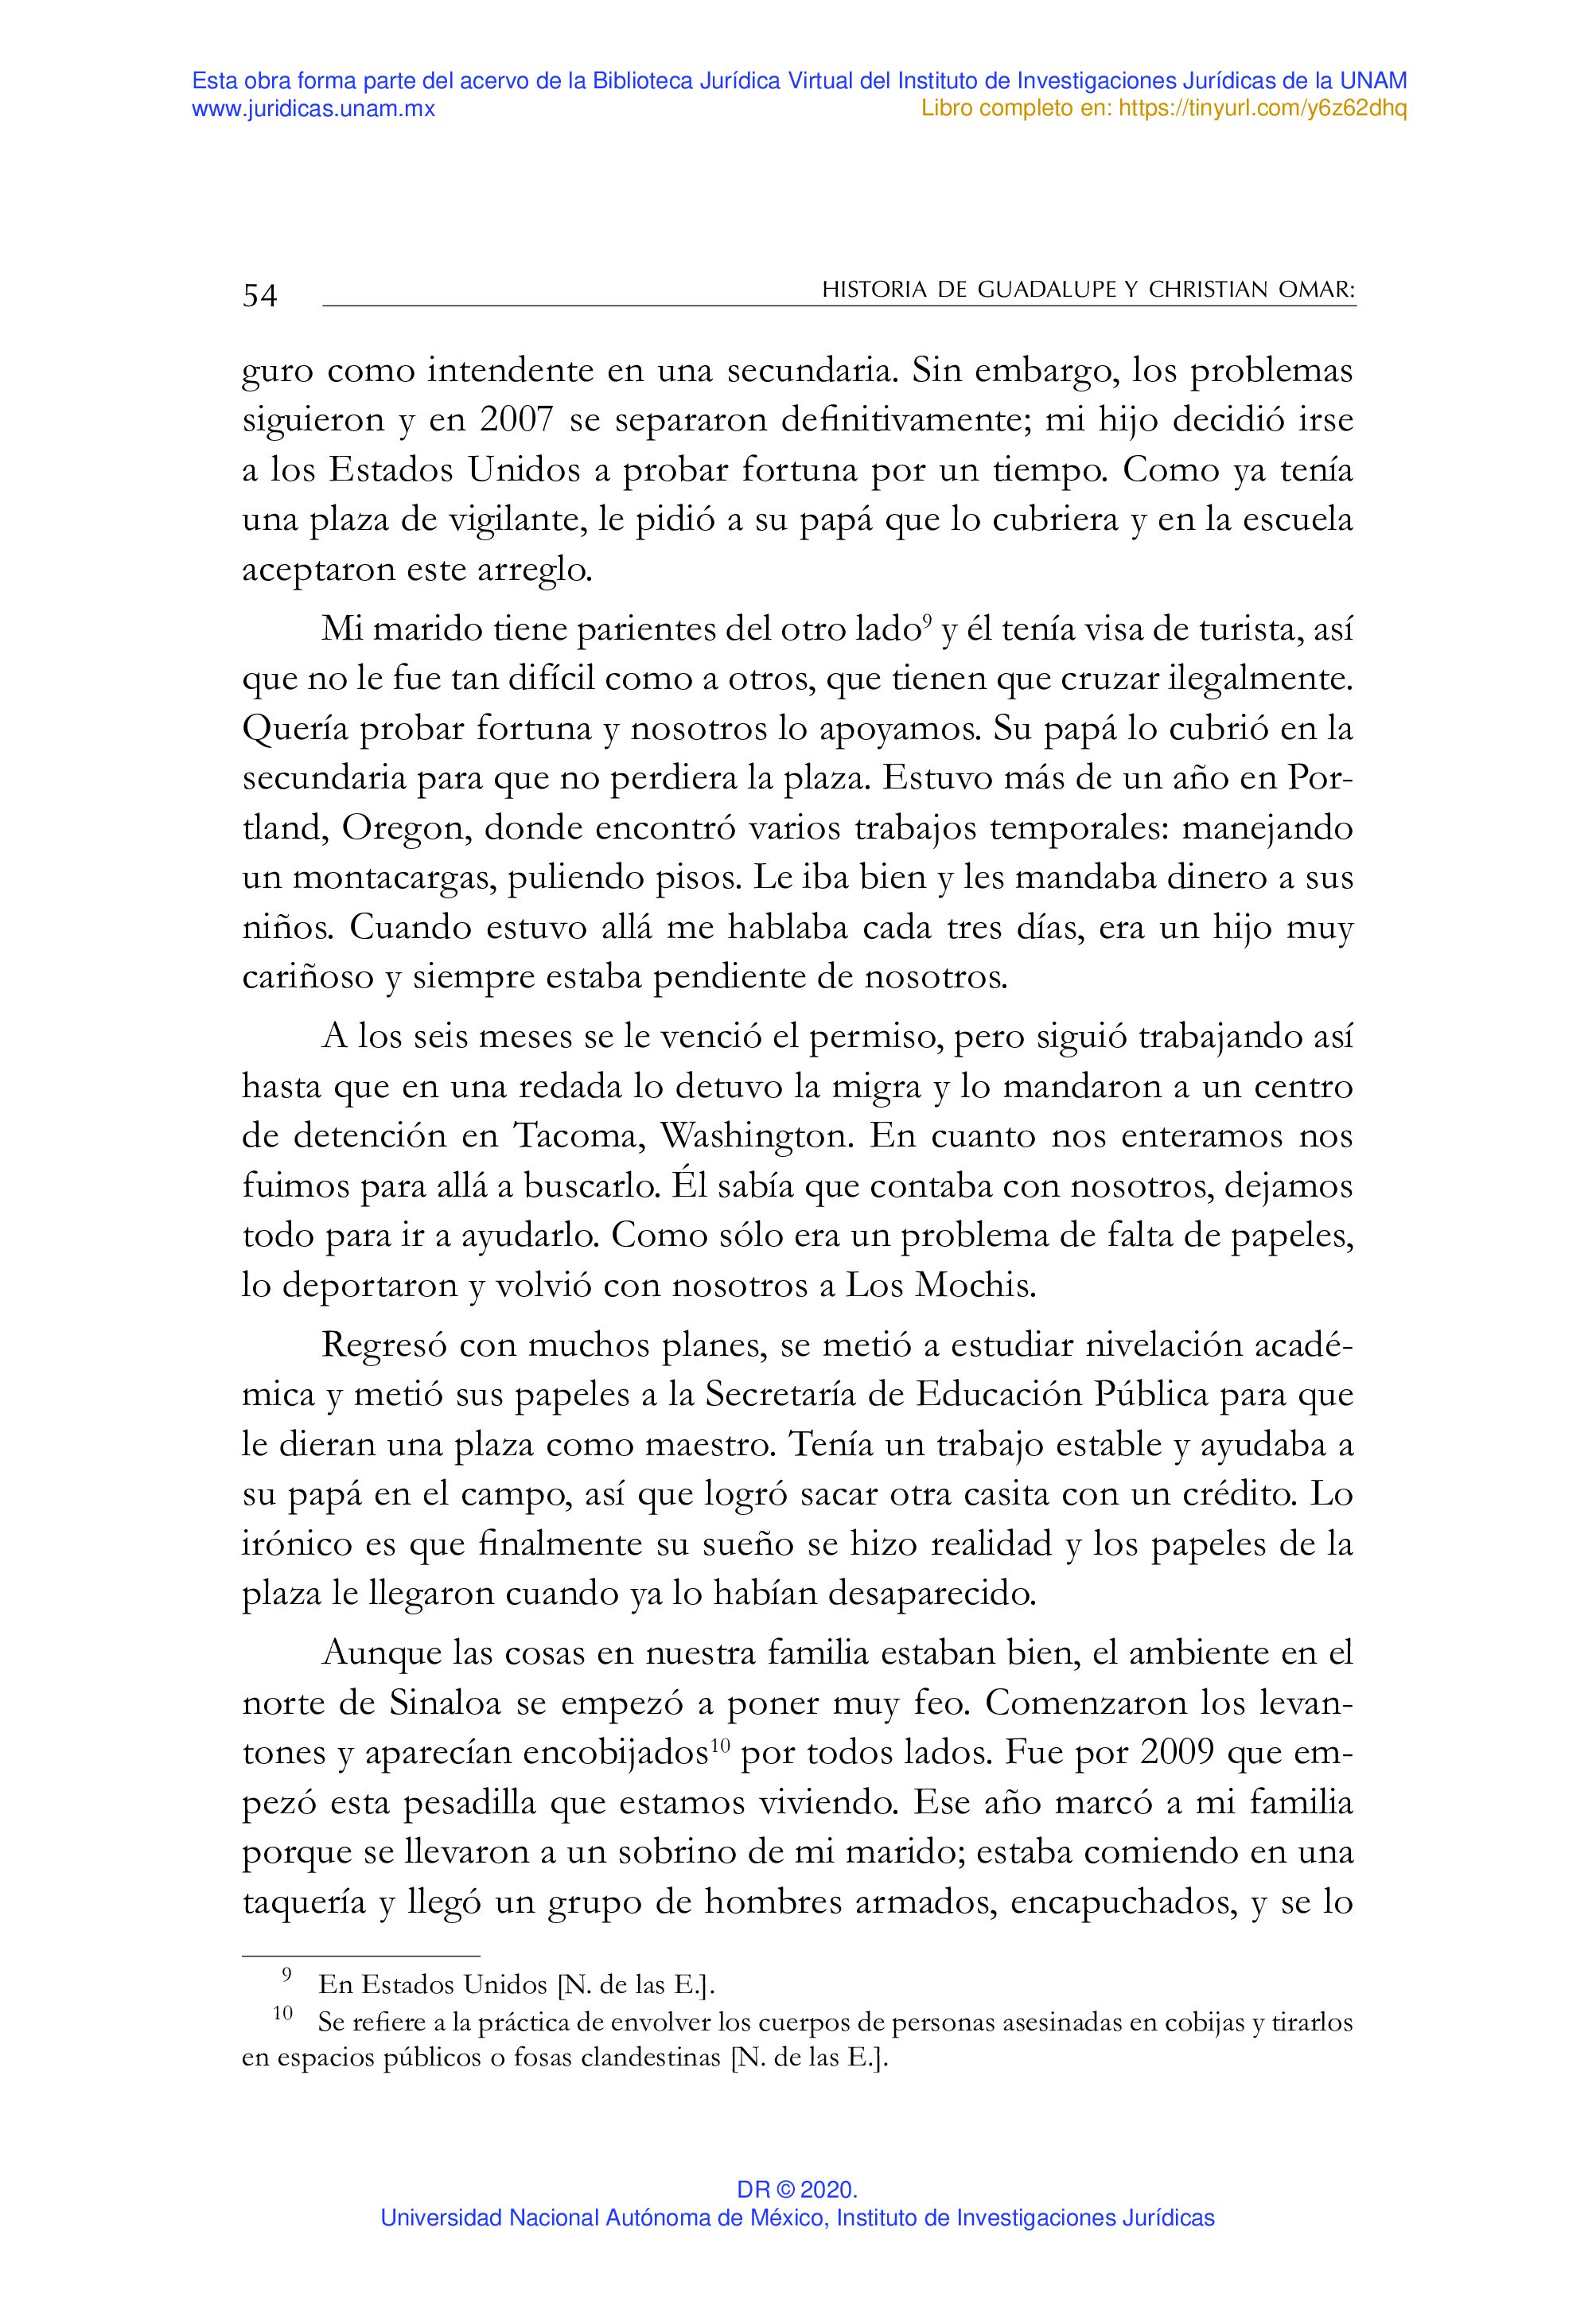 Esta obra forma parte del acervo de la Biblioteca Jurídica Virtual del Instituto de Investigaciones Jurídicas de la UNAM
www.juridicas.unam.mx Libro completo en: https://tinyurl.com/y6z62dhq
54 HISTORIA DE GUADALUPE Y CHRISTIAN OMAR:
guro como intendente en una secundaria. Sin embargo, los problemas
siguieron y en 2007 se separaron definitivamente; mi hijo decidió irse
a los Estados Unidos a probar fortuna por un tiempo. Como ya tenía
una plaza de vigilante, le pidió a su papá que lo cubriera y en la escuela
aceptaron este arreglo.
Mi marido tiene parientes del otro lado⁹ y él tenía visa de turista, así
que no le fue tan difícil como a otros, que tienen que cruzar ilegalmente.
Quería probar fortuna y nosotros lo apoyamos. Su papá lo cubrió en la
secundaria para que no perdiera la plaza. Estuvo más de un año en Por-
tland, Oregon, donde encontró varios trabajos temporales: manejando
un montacargas, puliendo pisos. Le iba bien y les mandaba dinero a sus
niños. Cuando estuvo allá me hablaba cada tres días, era un hijo muy
cariñoso y siempre estaba pendiente de nosotros.
A los seis meses se le venció el permiso, pero siguió trabajando así
hasta que en una redada lo detuvo la migra y lo mandaron a un centro
de detención en Tacoma, Washington. En cuanto nos enteramos nos
fuimos para allá a buscarlo. Él sabía que contaba con nosotros, dejamos
todo para ir a ayudarlo. Como sólo era un problema de falta de papeles,
lo deportaron y volvió con nosotros a Los Mochis.
Regresó con muchos planes, se metió a estudiar nivelación acadé-
mica y metió sus papeles a la Secretaría de Educación Pública para que
le dieran una plaza como maestro. Tenía un trabajo estable y ayudaba a
su papá en el campo, así que logró sacar otra casita con un crédito. Lo
irónico es que finalmente su sueño se hizo realidad y los papeles de la
plaza le llegaron cuando ya lo habían desaparecido.
Aunque las cosas en nuestra familia estaban bien, el ambiente en el
norte de Sinaloa se empezó a poner muy feo. Comenzaron los levan-
tones y aparecían encobijados¹⁰ por todos lados. Fue por 2009 que em-
pezó esta pesadilla que estamos viviendo. Ese año marcó a mi familia
porque se llevaron a un sobrino de mi marido; estaba comiendo en una
taquería y llegó un grupo de hombres armados, encapuchados, y se lo
⁹ En Estados Unidos [N. de las E.].
¹⁰ Se refiere a la práctica de envolver los cuerpos de personas asesinadas en cobijas y tirarlos
en espacios públicos o fosas clandestinas [N. de las E.].
DR © 2020.
Universidad Nacional Autónoma de México, Instituto de Investigaciones Jurídicas